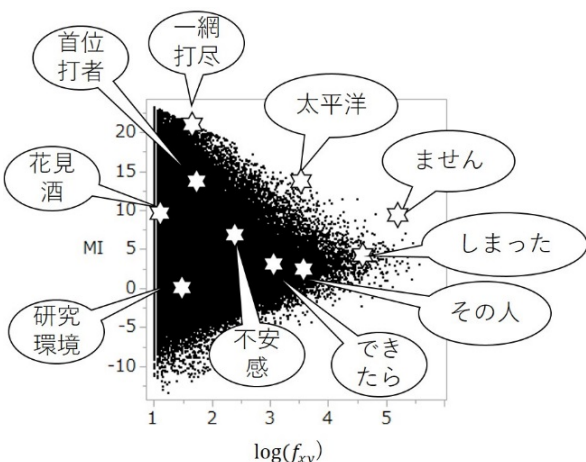 一網
打尽
首位
打者
太平洋
花見
酒
ません
しまった
その人
研究
環境
不安
感
でき
たら
MI
20
15
10
5
0
-5
-10
1 2 3 4 5
log(fxy)